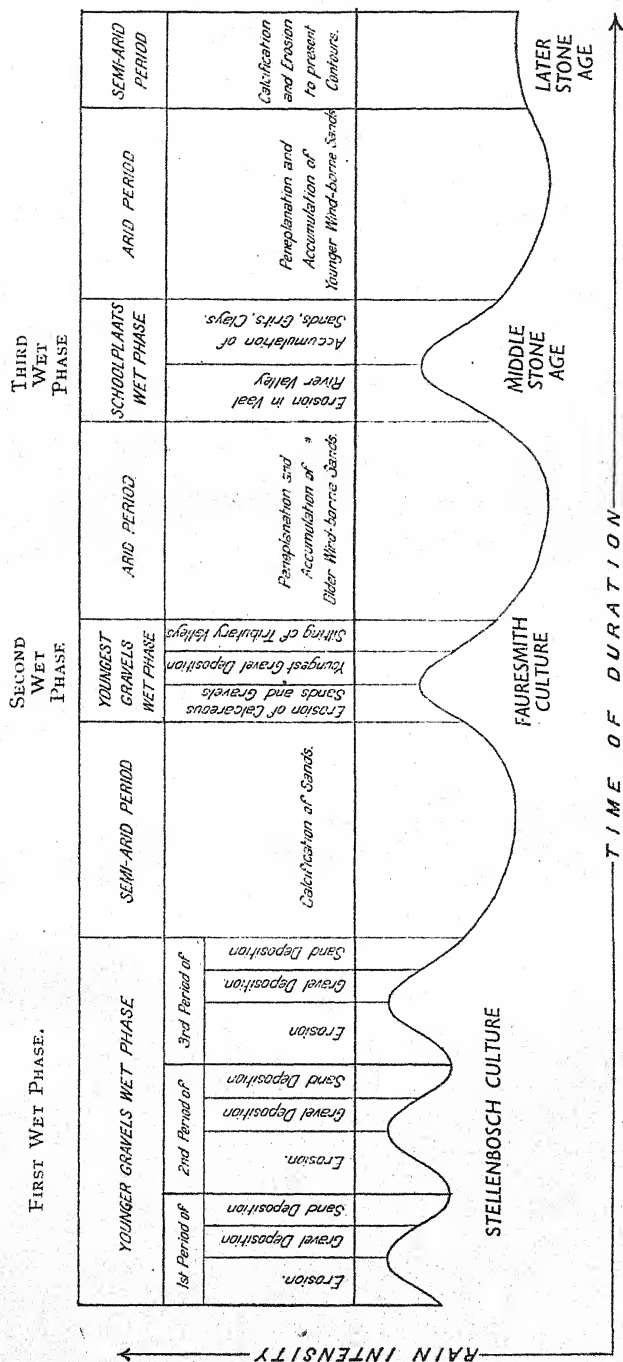 FIRST WET PHASE.
SECOND
WET
PHASE
THIRD
WET
PHASE
YOUNGER GRAVELS WET PHASE
SEMI-ARID PERIOD
YOUNGEST
GRAVELS
WET PHASE
ARID PERIOD
SCHOOLPLAATS
WET PHASE
ARID PERIOD
SEMI-ARID
PERIOD
1st Period of
2nd Period of
3rd Period of
Erosion.
Gravel Deposition
Sand Deposition
Erosion.
Gravel Deposition
Sand Deposition
Erosion
Gravel Deposition.
Sand Deposition
Calcification of Sands.
Erosion of Calcareous
Sands and Gravels
Youngest Gravel Deposition
Silting of Tributary Valleys
Peneplanation and
Accumulation of
Older Wind-borne Sands.
Erosion in Vaal
River Valley
Accumulation of
Sands, Grits, Clays.
Peneplanation and
Accumulation of
Younger Wind-borne Sands
Calcification
and Erosion
to present
Contours.
STELLENBOSCH CULTURE
FAURESMITH
CULTURE
MIDDLE
STONE
AGE
LATER
STONE
AGE
RAIN INTENSITY
TIME OF DURATION